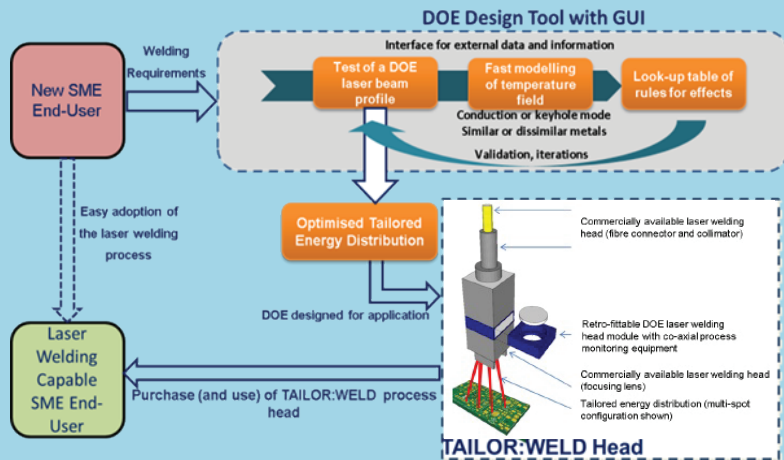 DOE Design Tool with GUI
Interface for external data and information
New SME
End-User
Welding
Requirements
Test of a DOE
laser beam
profile
Fast modelling
of temperature
field
Look-up table of
rules for effects
Conduction or keyhole mode
Similar or dissimilar metals
Validation, iterations
Easy adoption of
the laser welding
process
Optimised Tailored
Energy Distribution
DOE designed for application
Commercially available laser welding
head (fibre connector and collimator)
Retro-fittable DOE laser welding
head module with co-axial process
monitoring equipment
Commercially available laser welding head
(focusing lens)
Tailored energy distribution (multi-spot
configuration shown)
TAILOR:WELD Head
Laser
Welding
Capable
SME End-
User
Purchase (and use) of TAILOR:WELD process
head